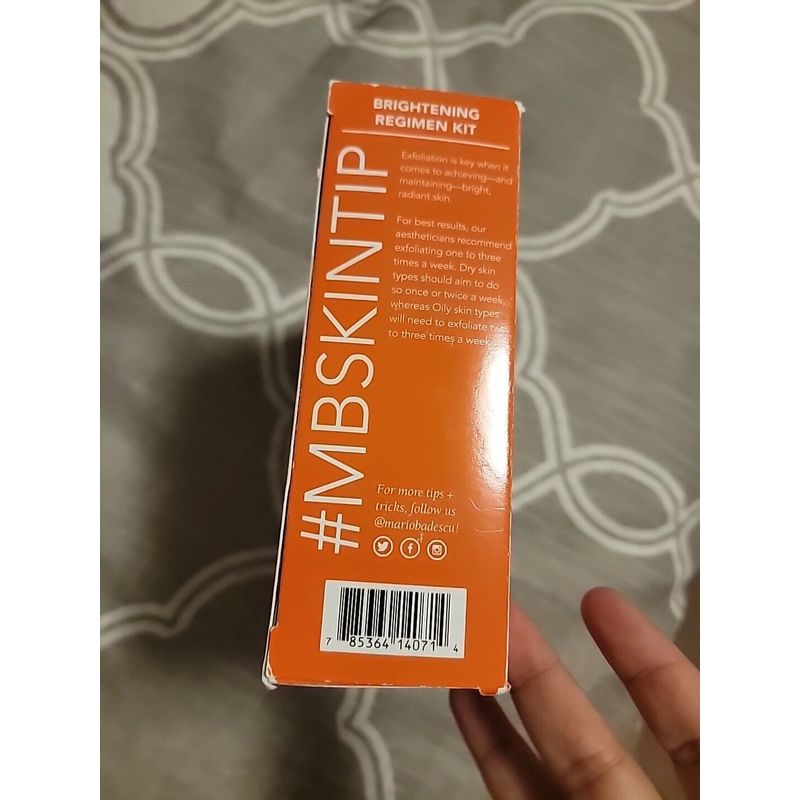 BRIGHTENING
REGIMEN KIT
#MBSKINTIP
Exfoliation is key when it
comes to achieving—and
maintaining—bright,
radiant skin.
For best results, our
aestheticians recommend
exfoliating one to three
times a week. Dry skin
types should aim to do
so once or twice a week,
whereas Oily skin types
will need to exfoliate two
to three times a week.
For more tips +
tricks, follow us
@mariobadescu!
7 85364 14071 4